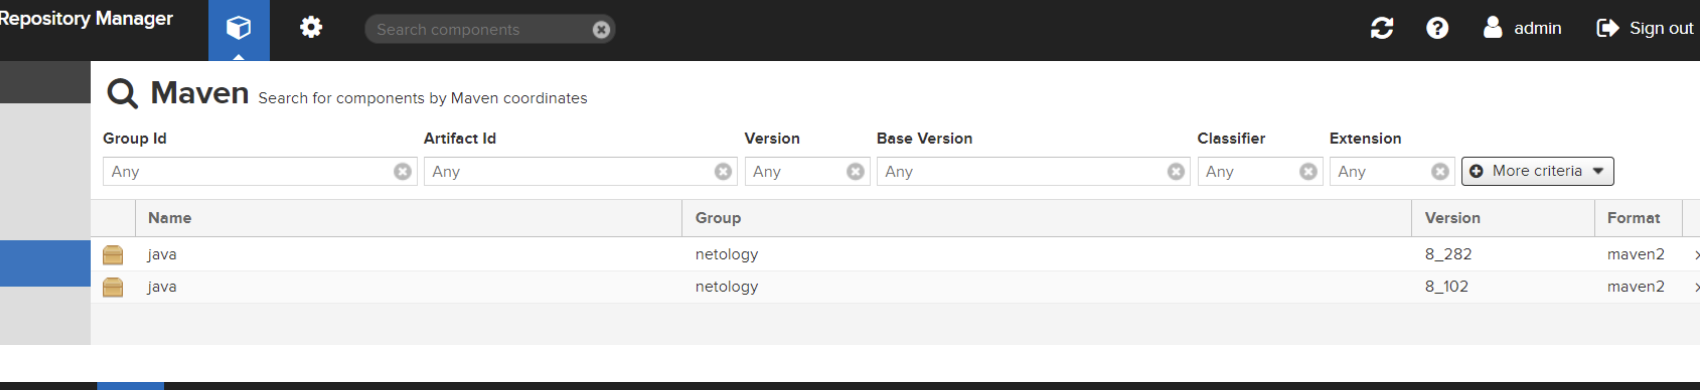 Repository Manager
Search components
admin
Sign out
Maven Search for components by Maven coordinates
Group Id Artifact Id Version Base Version Classifier Extension
Any Any Any Any Any Any More criteria
Name Group Version Format
java netology 8_282 maven2
java netology 8_102 maven2